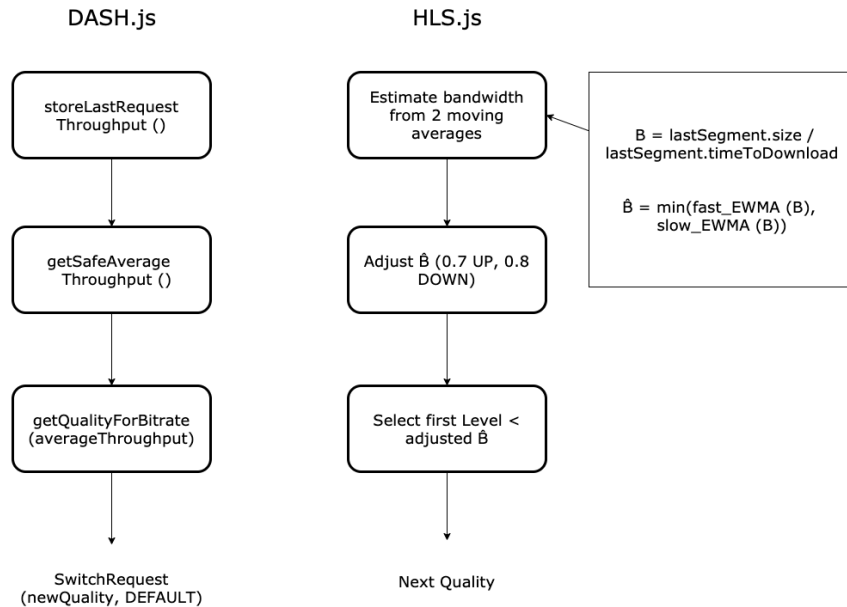 DASH.js
storeLastRequest
Throughput ()
getSafeAverage
Throughput ()
getQualityForBitrate
(averageThroughput)
SwitchRequest
(newQuality, DEFAULT)
HLS.js
Estimate bandwidth
from 2 moving
averages
Adjust B̂ (0.7 UP, 0.8
DOWN)
Select first Level <
adjusted B̂
Next Quality
B = lastSegment.size /
lastSegment.timeToDownload
B̂ = min(fast_EWMA (B),
slow_EWMA (B))